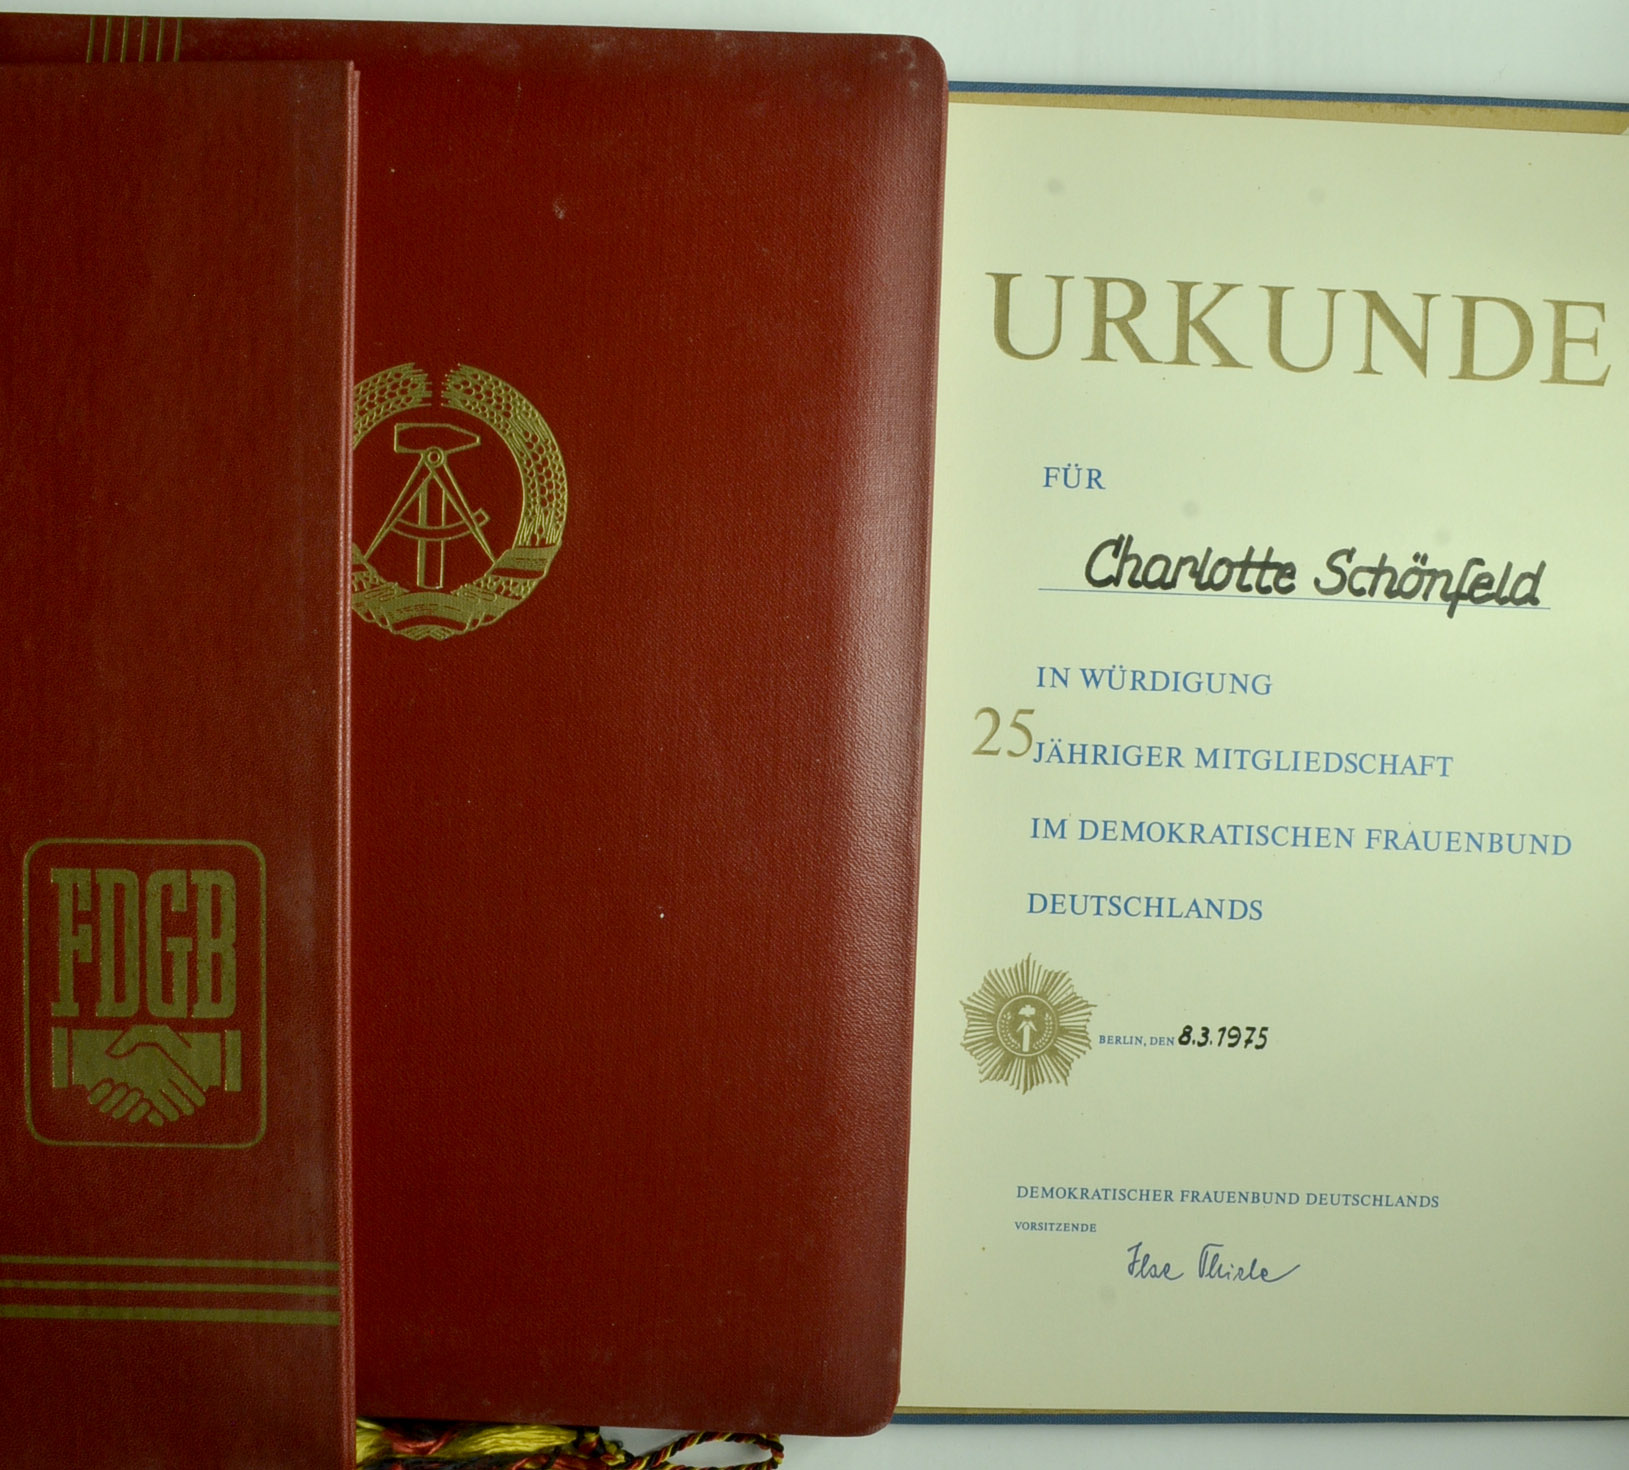 FDGB
URKUNDE
FÜR
Charlotte Schönfeld
IN WÜRDIGUNG
25 JÄHRIGER MITGLIEDSCHAFT
IM DEMOKRATISCHEN FRAUENBUND
DEUTSCHLANDS
BERLIN, DEN 8.3.1975
DEMOKRATISCHER FRAUENBUND DEUTSCHLANDS
VORSITZENDE
Ilse Thiele